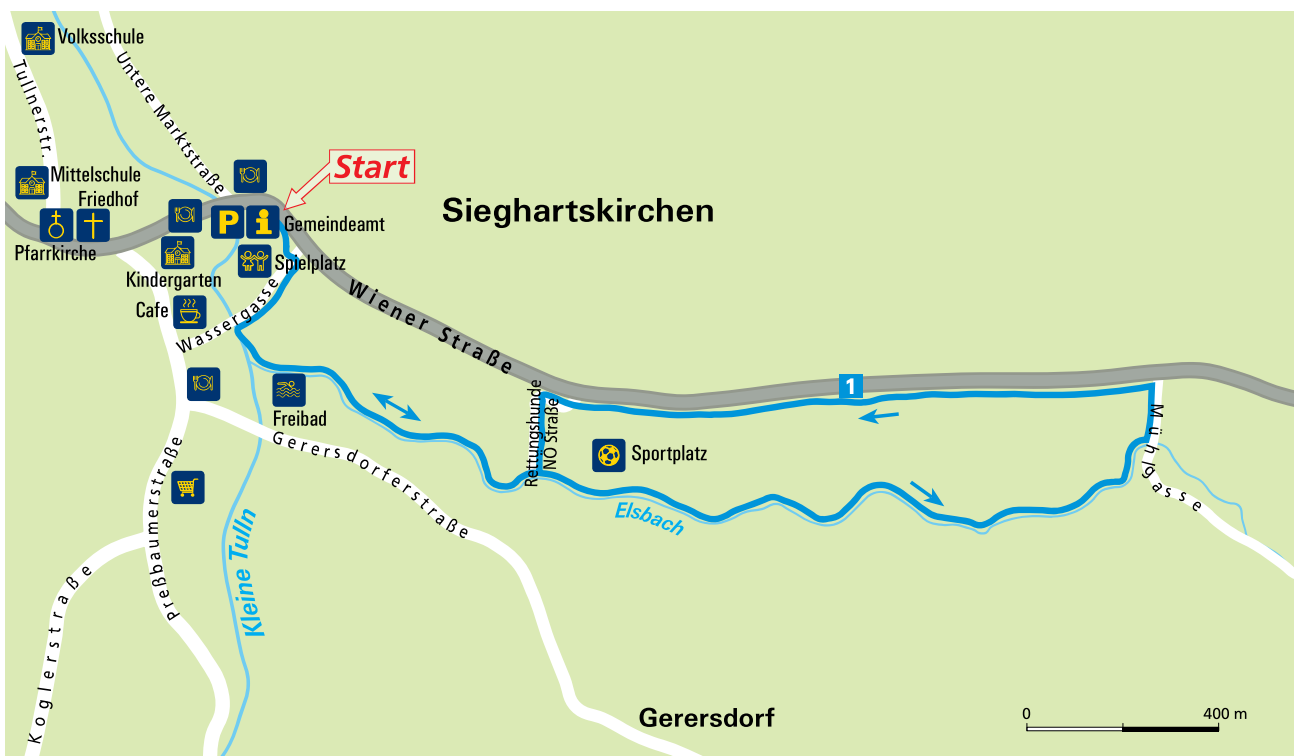 Volksschule
Tullnerstr.
Untere Marktstraße
Start
Mittelschule
Friedhof
P
i
Gemeindeamt
Sieghartskirchen
Pfarrkirche
Kindergarten
Spielplatz
Cafe
Wassergasse
Wiener Straße
1
Freibad
Rettungshunde
NÖ Straße
Sportplatz
Mühlgasse
Gerersdorferstraße
Elsbach
Preßbaumerstraße
Kleine Tulln
Koglerstraße
Gerersdorf
0 400 m